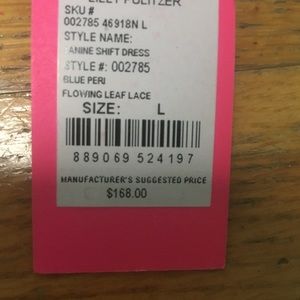 LILLY PULITZER
SKU #
002785 46918N L
STYLE NAME:
ANINE SHIFT DRESS
STYLE #: 002785
BLUE PERI
FLOWING LEAF LACE
SIZE: L
889069 524197
MANUFACTURER'S SUGGESTED PRICE
$168.00